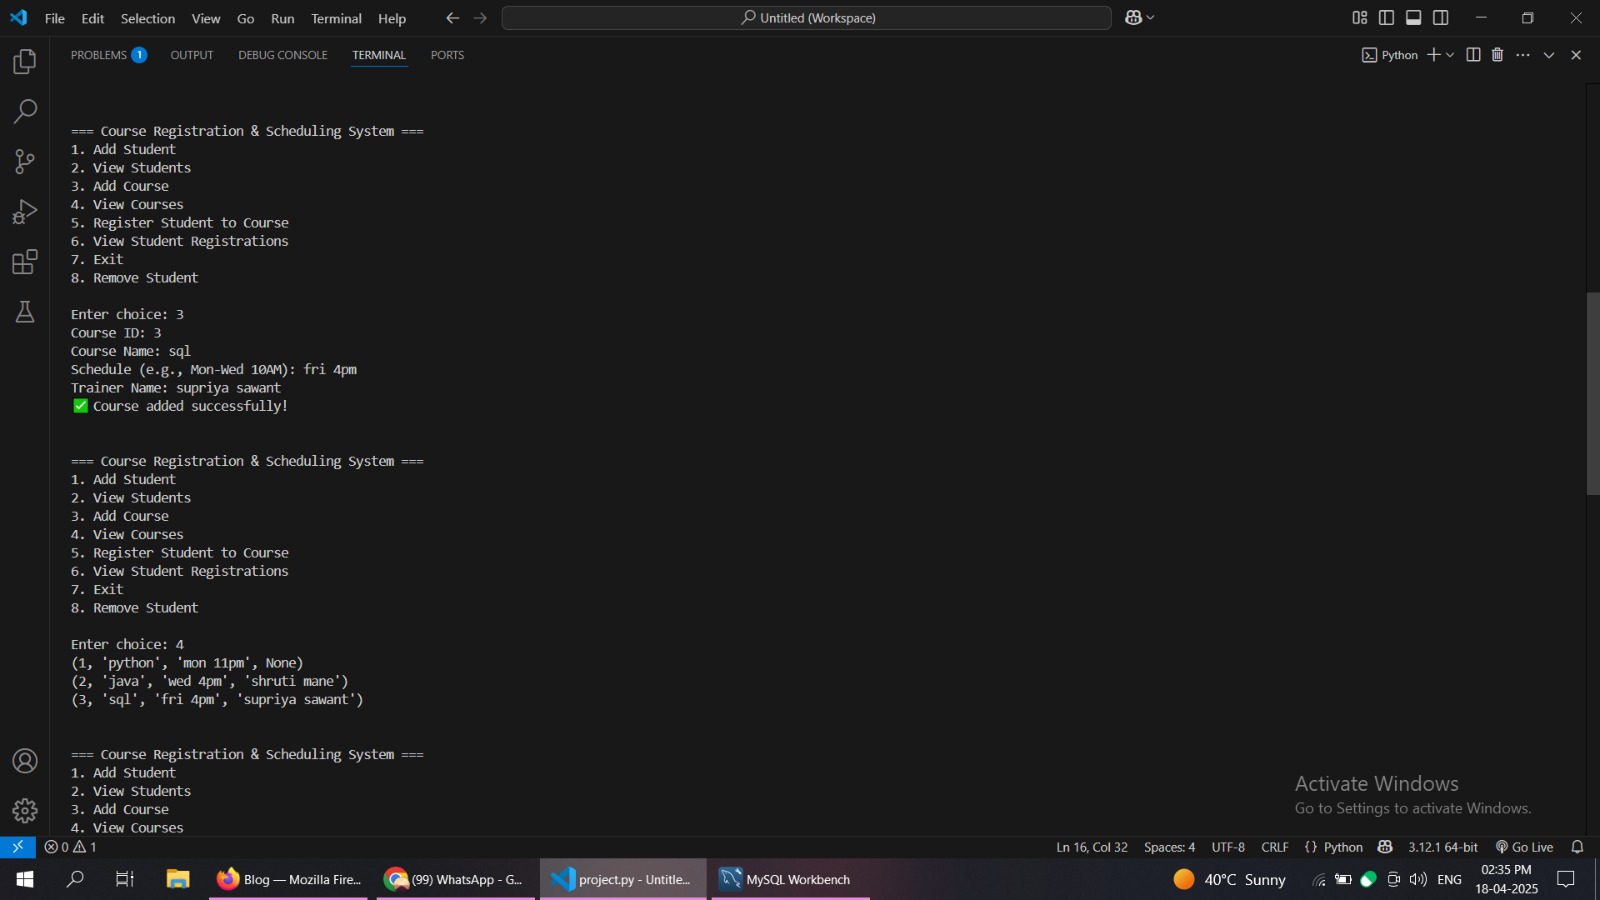 File Edit Selection View Go Run Terminal Help Untitled (Workspace)
PROBLEMS 1 OUTPUT DEBUG CONSOLE TERMINAL PORTS Python
=== Course Registration & Scheduling System ===
1. Add Student
2. View Students
3. Add Course
4. View Courses
5. Register Student to Course
6. View Student Registrations
7. Exit
8. Remove Student
Enter choice: 3
Course ID: 3
Course Name: sql
Schedule (e.g., Mon-Wed 10AM): fri 4pm
Trainer Name: supriya sawant
✅ Course added successfully!
=== Course Registration & Scheduling System ===
1. Add Student
2. View Students
3. Add Course
4. View Courses
5. Register Student to Course
6. View Student Registrations
7. Exit
8. Remove Student
Enter choice: 4
(1, 'python', 'mon 11pm', None)
(2, 'java', 'wed 4pm', 'shruti mane')
(3, 'sql', 'fri 4pm', 'supriya sawant')
=== Course Registration & Scheduling System ===
1. Add Student
2. View Students
3. Add Course
4. View Courses
Activate Windows
Go to Settings to activate Windows.
0 1 Ln 16, Col 32 Spaces: 4 UTF-8 CRLF {} Python 3.12.1 64-bit Go Live
Blog — Mozilla Fire... (99) WhatsApp - G... project.py - Untitle... MySQL Workbench 40°C Sunny ENG 02:35 PM
18-04-2025